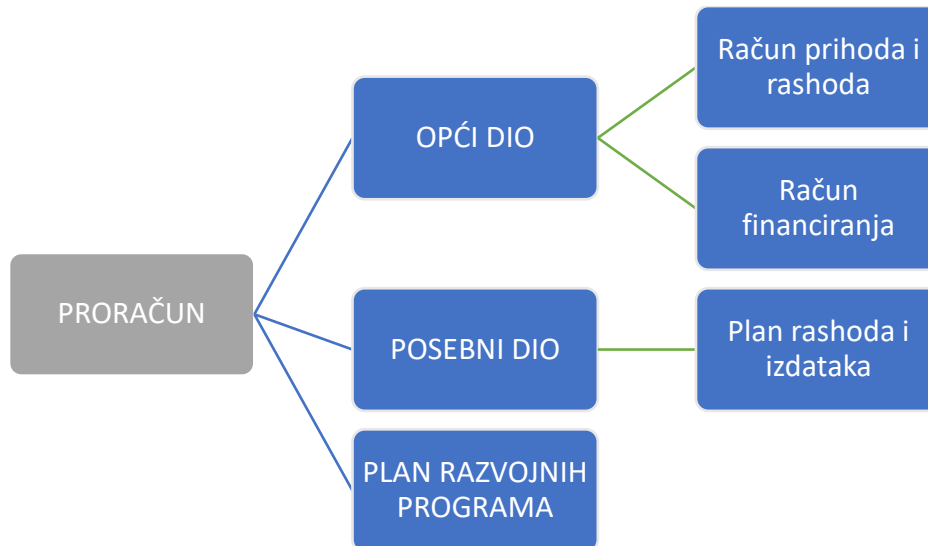 PRORAČUN
OPĆI DIO
Račun prihoda i
rashoda
Račun
financiranja
POSEBNI DIO
Plan rashoda i
izdataka
PLAN RAZVOJNIH
PROGRAMA